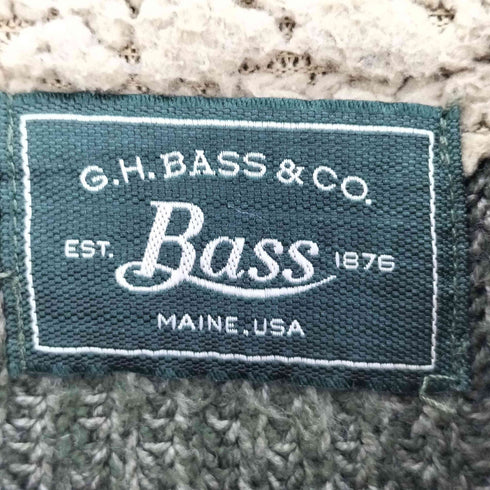 G.H. BASS & CO.
EST. Bass 1876
MAINE, USA